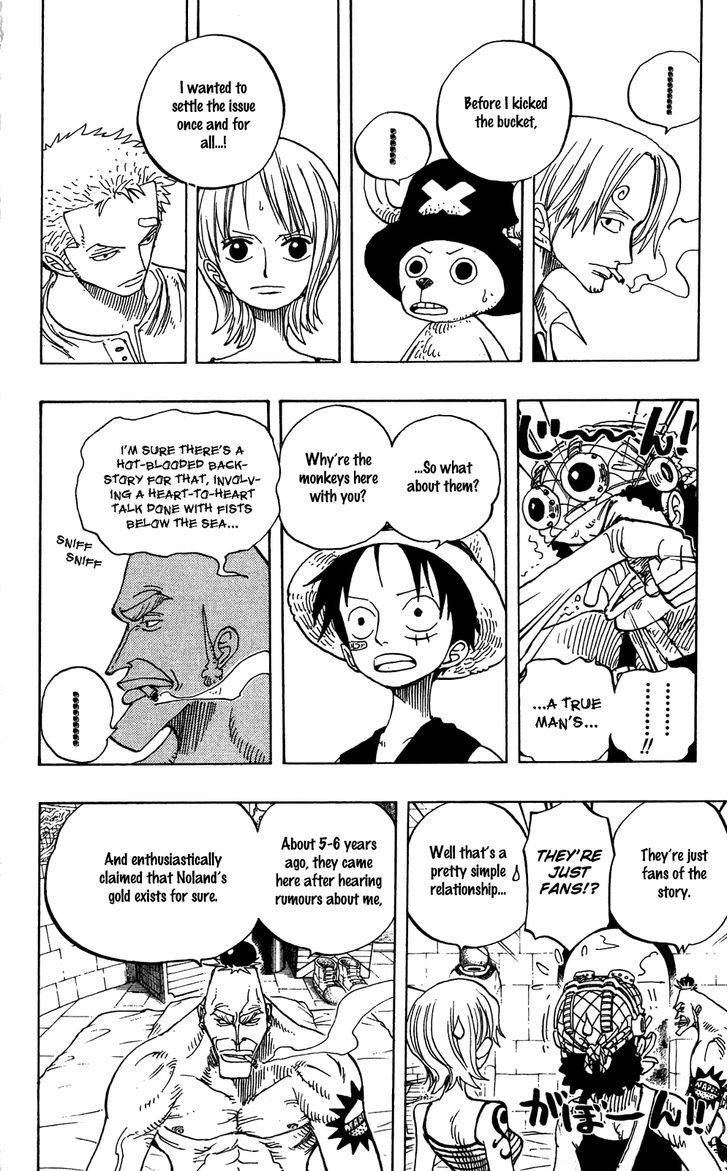 Before I kicked
the bucket,
I wanted to
settle the issue
once and for
all...!
じ〜〜ん!
!!
...A TRUE
MAN'S...
...So what
about them?
Why're the
monkeys here
with you?
I'M SURE THERE'S A
HOT-BLOODED BACK-
STORY FOR THAT, INVOLV-
ING A HEART-TO-HEART
TALK DONE WITH FISTS
BELOW THE SEA...
SNIFF
SNIFF
They're just
fans of the
story.
THEY'RE
JUST
FANS!?
Well that's a
pretty simple
relationship...
がぼーん!!
About 5-6 years
ago, they came
here after hearing
rumours about me,
And enthusiastically
claimed that Noland's
gold exists for sure.